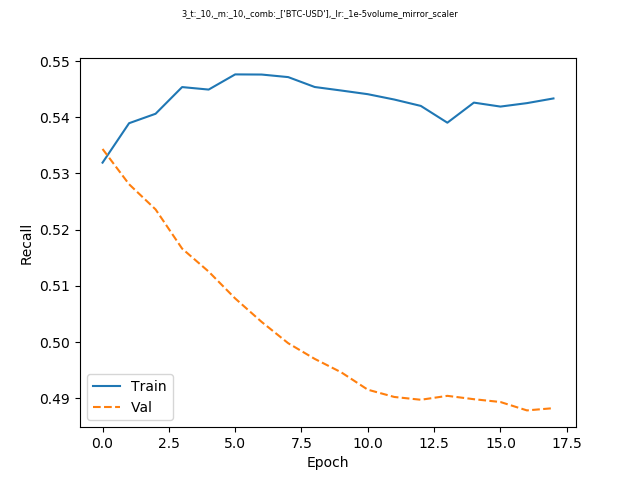 3_t:_10,_m:_10,_comb:_['BTC-USD'],_lr:_1e-5volume_mirror_scaler
0.55
0.54
0.53
0.52
0.51
0.50
0.49
Recall
Train
Val
0.0 2.5 5.0 7.5 10.0 12.5 15.0 17.5
Epoch